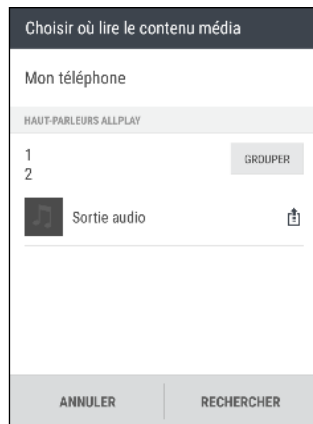 Choisir où lire le contenu média
Mon téléphone
HAUT-PARLEURS ALLPLAY
1
GROUPER
2
Sortie audio
ANNULER
RECHERCHER